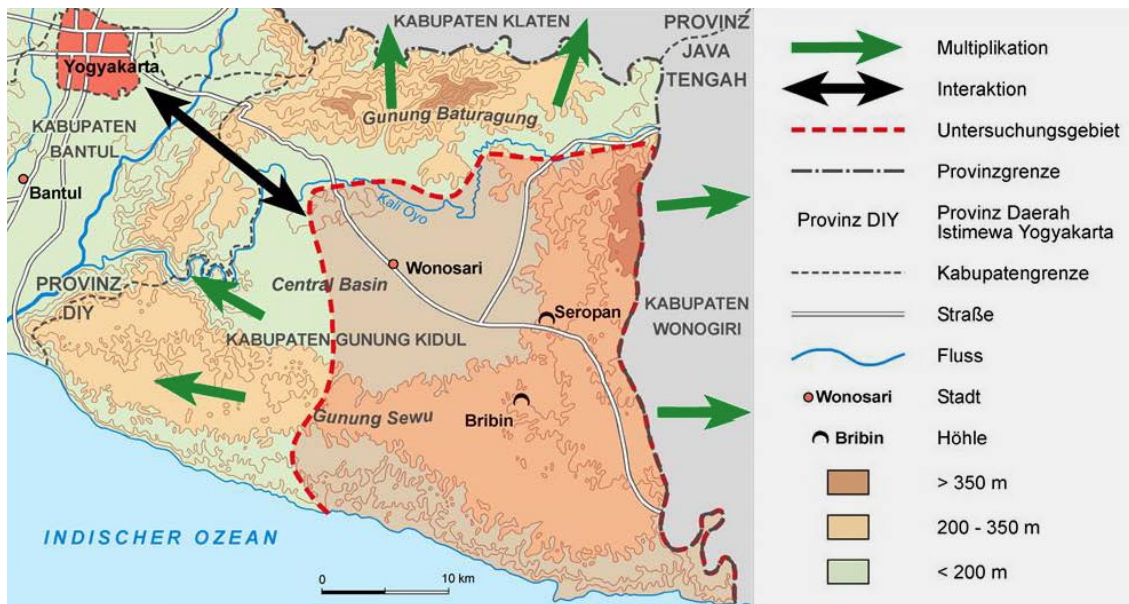 KABUPATEN KLATEN
PROVINZ
JAVA
TENGAH
Yogyakarta
Gunung Baturagung
KABUPATEN
BANTUL
Bantul
Kali Oyo
Wonosari
Central Basin
PROVINZ
DIY
Seropan
KABUPATEN
WONOGIRI
KABUPATEN GUNUNG KIDUL
Gunung Sewu
Bribin
INDISCHER OZEAN
0 10 km
Multiplikation
Interaktion
Untersuchungsgebiet
Provinzgrenze
Provinz DIY Provinz Daerah
Istimewa Yogyakarta
Kabupatengrenze
Straße
Fluss
Wonosari Stadt
Bribin Höhle
> 350 m
200 - 350 m
< 200 m